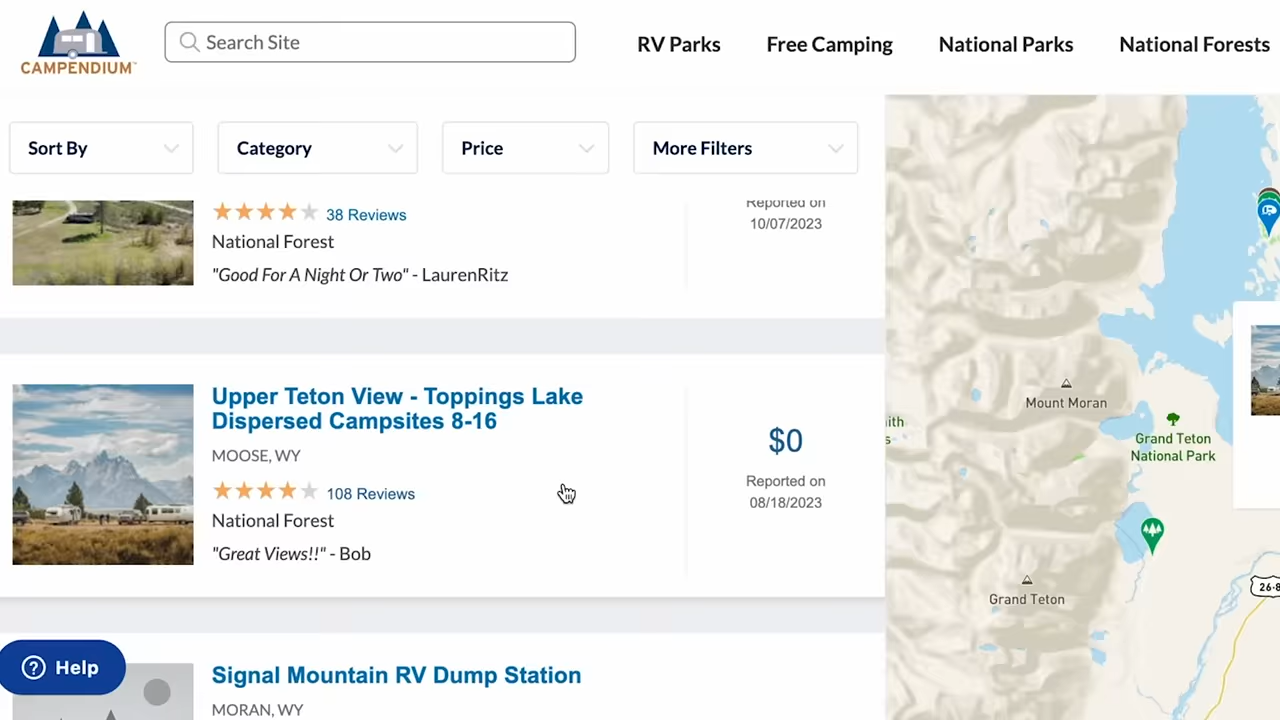 CAMPENDIUM
Search Site
RV Parks
Free Camping
National Parks
National Forests
Sort By
Category
Price
More Filters
38 Reviews
National Forest
"Good For A Night Or Two" - LaurenRitz
Reported on
10/07/2023
Upper Teton View - Toppings Lake
Dispersed Campsites 8-16
MOOSE, WY
108 Reviews
National Forest
"Great Views!!" - Bob
$0
Reported on
08/18/2023
Signal Mountain RV Dump Station
MORAN, WY
? Help
Mount Moran
Grand Teton
National Park
Grand Teton